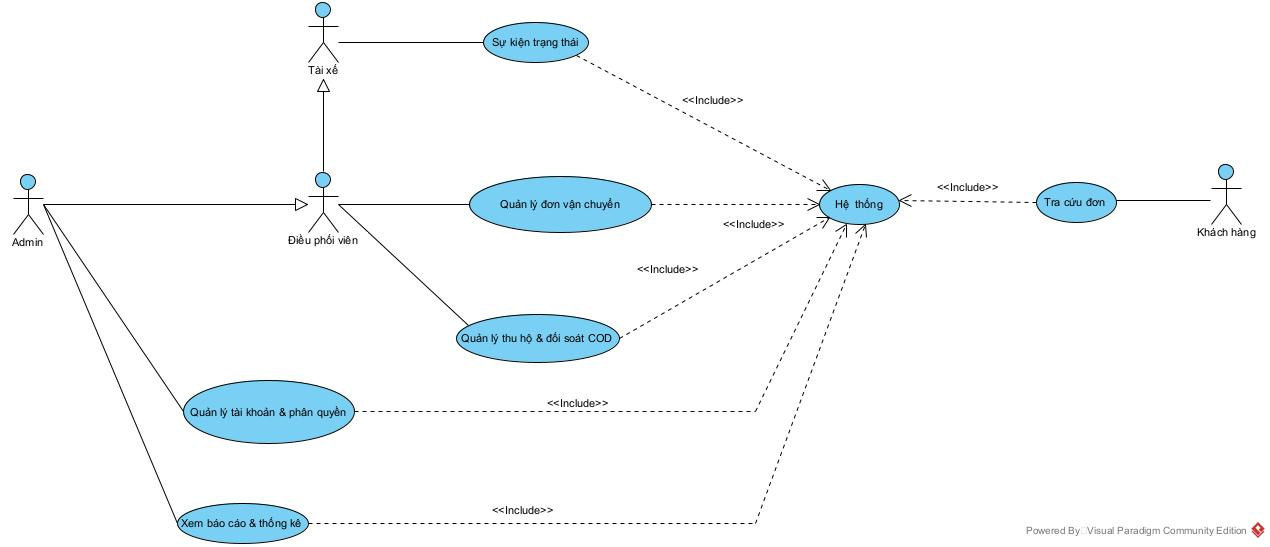 Tài xế
Sự kiện trạng thái
<<Include>>
Admin
Điều phối viên
Quản lý đơn vận chuyển
<<Include>>
Hệ thống
<<Include>>
Tra cứu đơn
Khách hàng
Quản lý thu hộ & đối soát COD
<<Include>>
Quản lý tài khoản & phân quyền
<<Include>>
Xem báo cáo & thống kê
<<Include>>
Powered By Visual Paradigm Community Edition